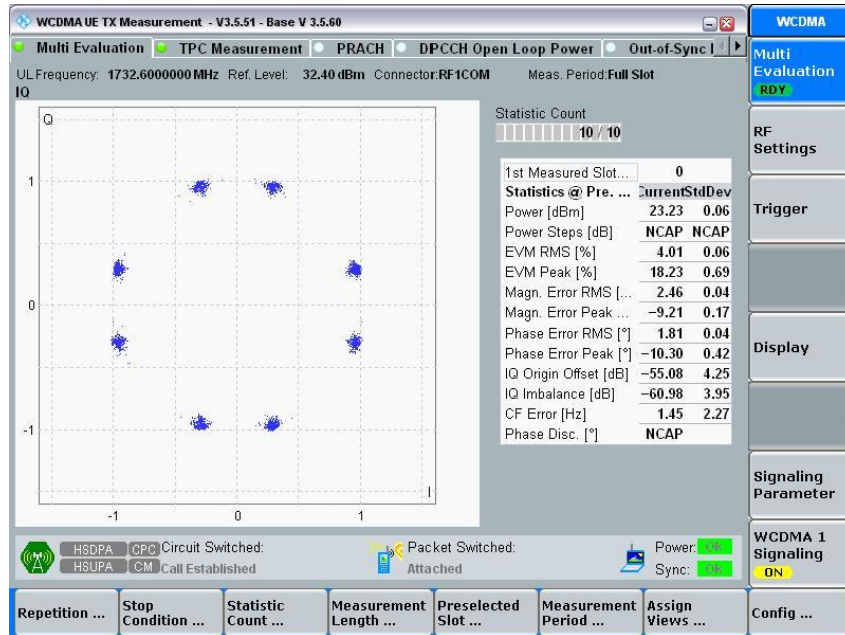 WCDMA UE TX Measurement - V3.5.51 - Base V 3.5.60
WCDMA
Multi Evaluation
TPC Measurement
PRACH
DPCCH Open Loop Power
Out-of-Sync
UL Frequency: 1732.6000000 MHz Ref. Level: 32.40 dBm Connector:RF1COM Meas. Period:Full Slot
IQ
Q
1
0
-1
-1 0 1
I
Statistic Count
10 / 10
1st Measured Slot... 0
Statistics @ Pre. ... Current StdDev
Power [dBm] 23.23 0.06
Power Steps [dB] NCAP NCAP
EVM RMS [%] 4.01 0.06
EVM Peak [%] 18.23 0.69
Magn. Error RMS [... 2.46 0.04
Magn. Error Peak ... -9.21 0.17
Phase Error RMS [°] 1.81 0.04
Phase Error Peak [°] -10.30 0.42
IQ Origin Offset [dB] -55.08 4.25
IQ Imbalance [dB] -60.98 3.95
CF Error [Hz] 1.45 2.27
Phase Disc. [°] NCAP
Multi
Evaluation
RDY
RF
Settings
Trigger
Display
Signaling
Parameter
WCDMA 1
Signaling
ON
HSDPA CPC Circuit Switched:
HSUPA CM Call Established
Packet Switched:
Attached
Power: OK
Sync: OK
Repetition ...
Stop
Condition ...
Statistic
Count ...
Measurement
Length ...
Preselected
Slot ...
Measurement
Period ...
Assign
Views ...
Config ...